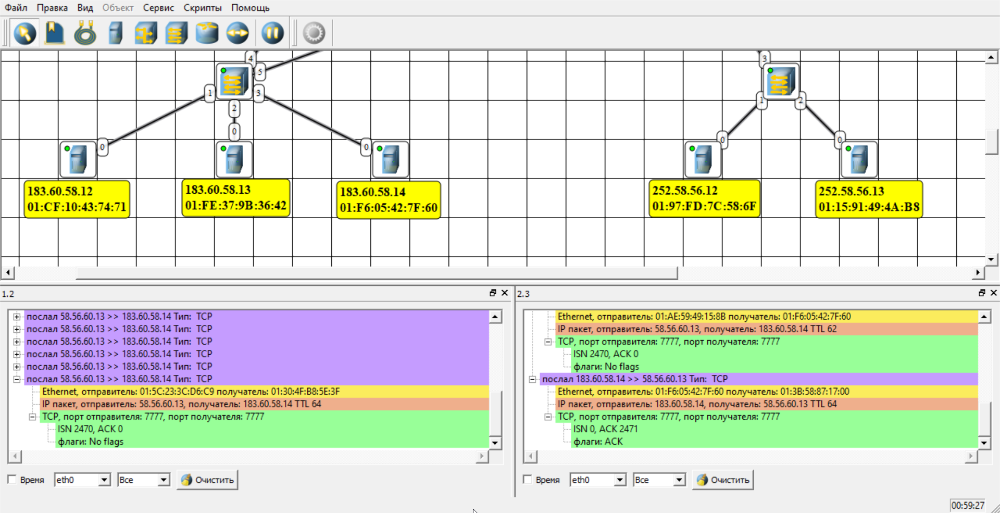 Файл Правка Вид Объект Сервис Скрипты Помощь
4
5
3
1
3
2
0
0
0
3
1
2
0
0
183.60.58.12
01:CF:10:43:74:71
183.60.58.13
01:FE:37:9B:36:42
183.60.58.14
01:F6:05:42:7F:60
252.58.56.12
01:97:FD:7C:58:6F
252.58.56.13
01:15:91:49:4A:B8
1.2
послал 58.56.60.13 >> 183.60.58.14 Тип: TCP
послал 58.56.60.13 >> 183.60.58.14 Тип: TCP
послал 58.56.60.13 >> 183.60.58.14 Тип: TCP
послал 58.56.60.13 >> 183.60.58.14 Тип: TCP
послал 58.56.60.13 >> 183.60.58.14 Тип: TCP
послал 58.56.60.13 >> 183.60.58.14 Тип: TCP
Ethernet, отправитель: 01:5C:23:3C:D6:C9 получатель: 01:30:4F:B8:5E:3F
IP пакет, отправитель: 58.56.60.13, получатель: 183.60.58.14 TTL 64
TCP, порт отправителя: 7777, порт получателя: 7777
ISN 2470, ACK 0
флаги: No flags
Время eth0 Все Очистить
2.3
Ethernet, отправитель: 01:AE:59:49:15:8B получатель: 01:F6:05:42:7F:60
IP пакет, отправитель: 58.56.60.13, получатель: 183.60.58.14 TTL 62
TCP, порт отправителя: 7777, порт получателя: 7777
ISN 2470, ACK 0
флаги: No flags
послал 183.60.58.14 >> 58.56.60.13 Тип: TCP
Ethernet, отправитель: 01:F6:05:42:7F:60 получатель: 01:3B:58:87:17:00
IP пакет, отправитель: 183.60.58.14, получатель: 58.56.60.13 TTL 64
TCP, порт отправителя: 7777, порт получателя: 7777
ISN 0, ACK 2471
флаги: ACK
Время eth0 Все Очистить
00:59:27